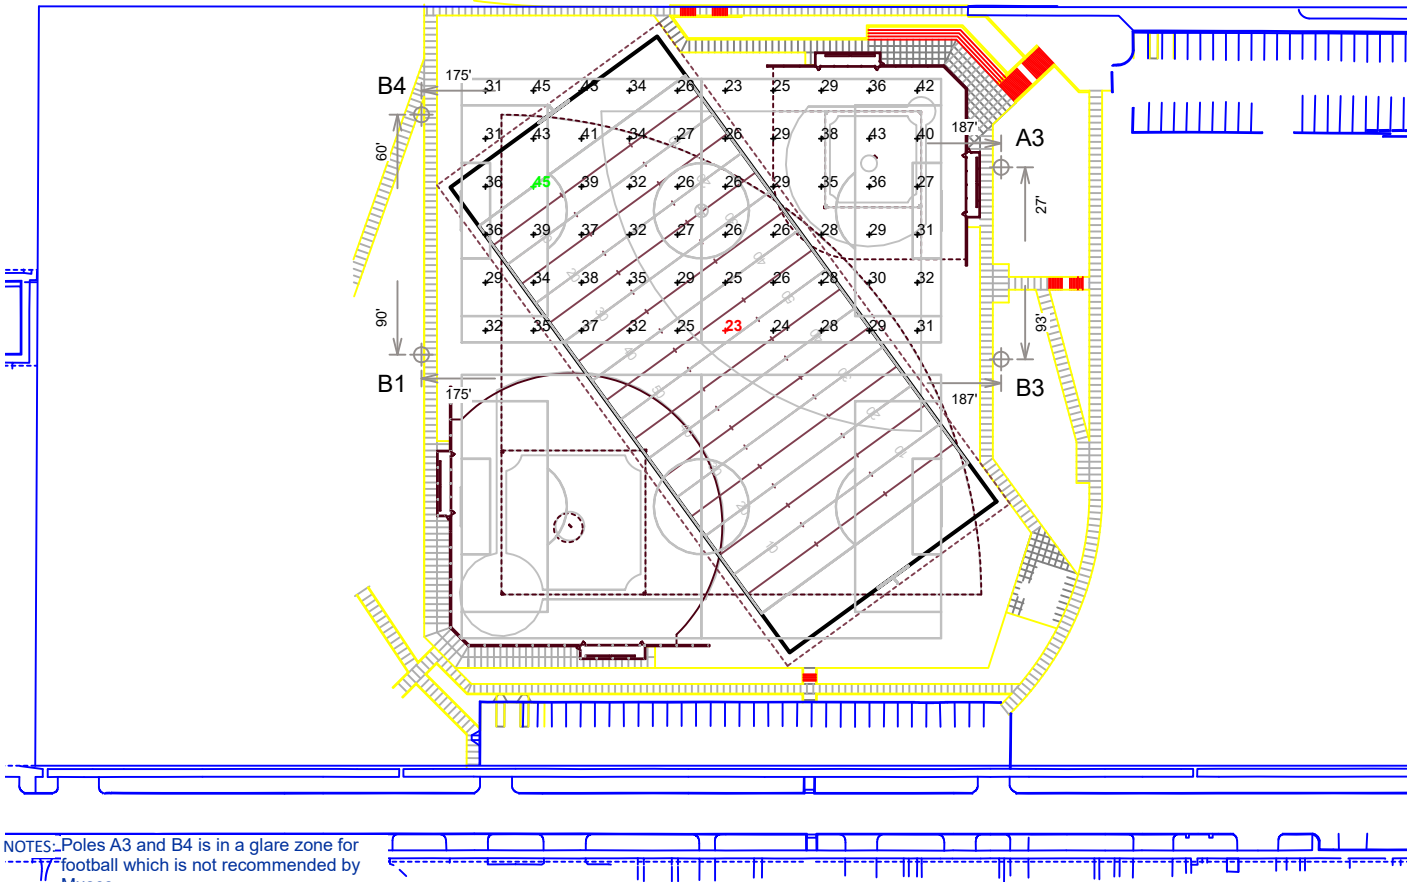 B4
175'
31 45 43 34 26 23 25 29 36 42
31 43 41 34 27 26 29 38 43 40
187'
A3
60'
36 45 39 32 26 26 29 35 36 27
27'
36 39 37 32 27 26 26 28 29 31
29 34 38 35 29 25 26 28 30 32
90'
93'
32 35 37 32 25 23 24 28 29 31
B1
175'
187'
B3
NOTES: Poles A3 and B4 is in a glare zone for
football which is not recommended by